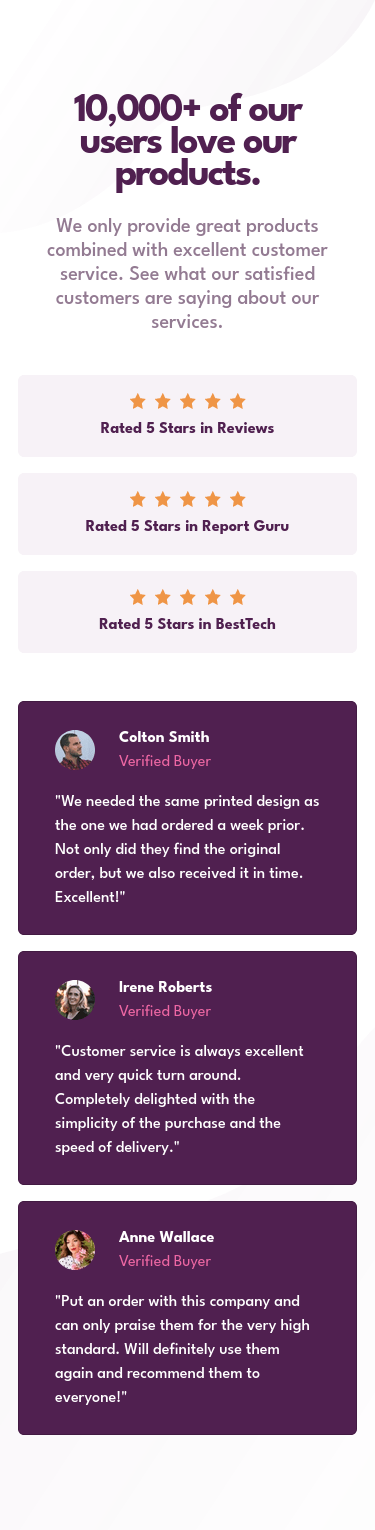 10,000+ of our
users love our
products.
We only provide great products
combined with excellent customer
service. See what our satisfied
customers are saying about our
services.
Rated 5 Stars in Reviews
Rated 5 Stars in Report Guru
Rated 5 Stars in BestTech
Colton Smith
Verified Buyer
"We needed the same printed design as
the one we had ordered a week prior.
Not only did they find the original
order, but we also received it in time.
Excellent!"
Irene Roberts
Verified Buyer
"Customer service is always excellent
and very quick turn around.
Completely delighted with the
simplicity of the purchase and the
speed of delivery."
Anne Wallace
Verified Buyer
"Put an order with this company and
can only praise them for the very high
standard. Will definitely use them
again and recommend them to
everyone!"